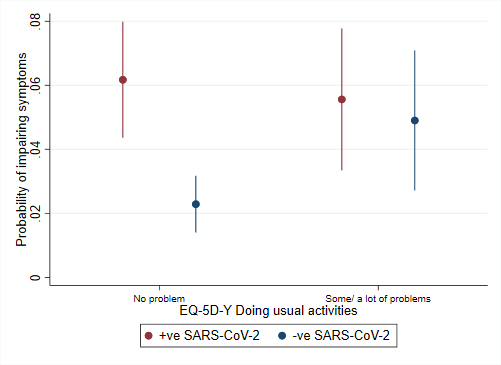 Probability of impairing symptoms
.08
.06
.04
.02
0
No problem
Some/ a lot of problems
EQ-5D-Y Doing usual activities
+ve SARS-CoV-2
-ve SARS-CoV-2